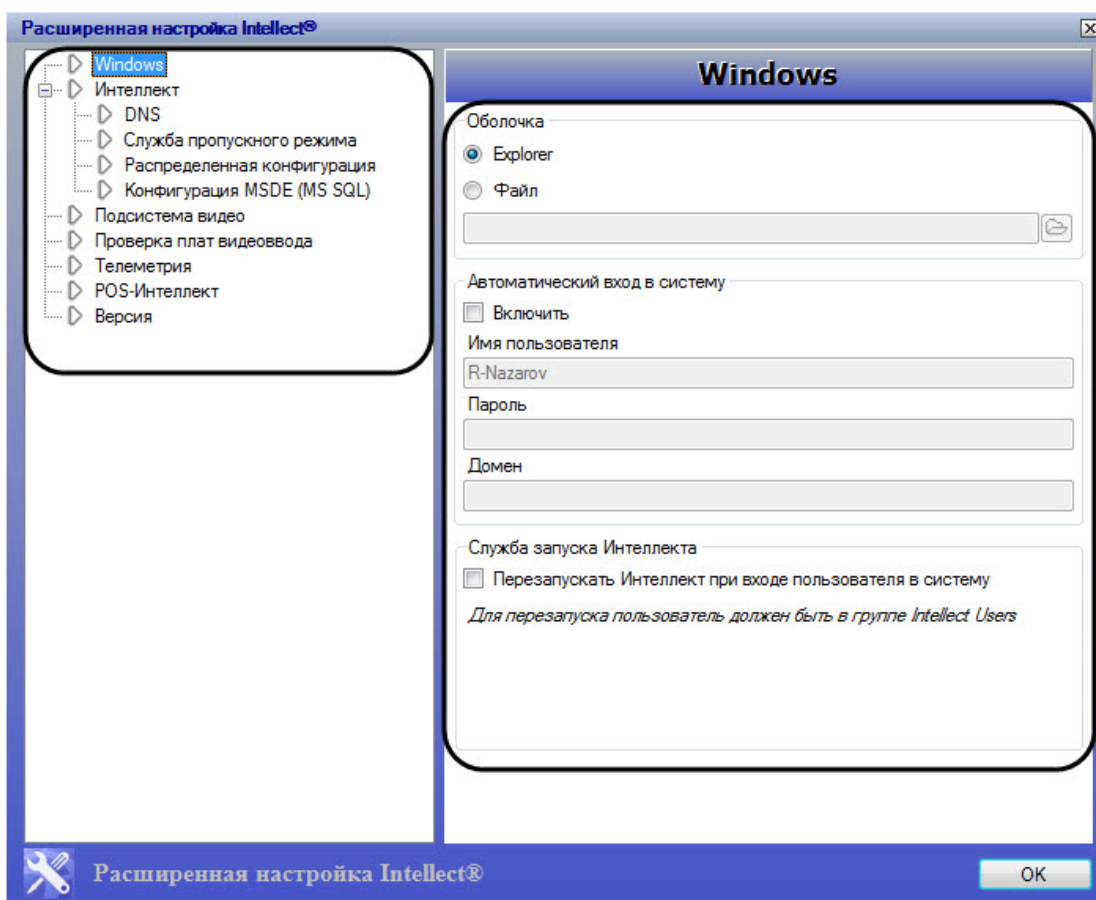 Расширенная настройка Intellect®
Windows
Интеллект
DNS
Служба пропускного режима
Распределенная конфигурация
Конфигурация MSDE (MS SQL)
Подсистема видео
Проверка плат видеоввода
Телеметрия
POS-Интеллект
Версия
Windows
Оболочка
Explorer
Файл
Автоматический вход в систему
Включить
Имя пользователя
R-Nazarov
Пароль
Домен
Служба запуска Интеллекта
Перезапускать Интеллект при входе пользователя в систему
Для перезапуска пользователь должен быть в группе Intellect Users
Расширенная настройка Intellect®
OK